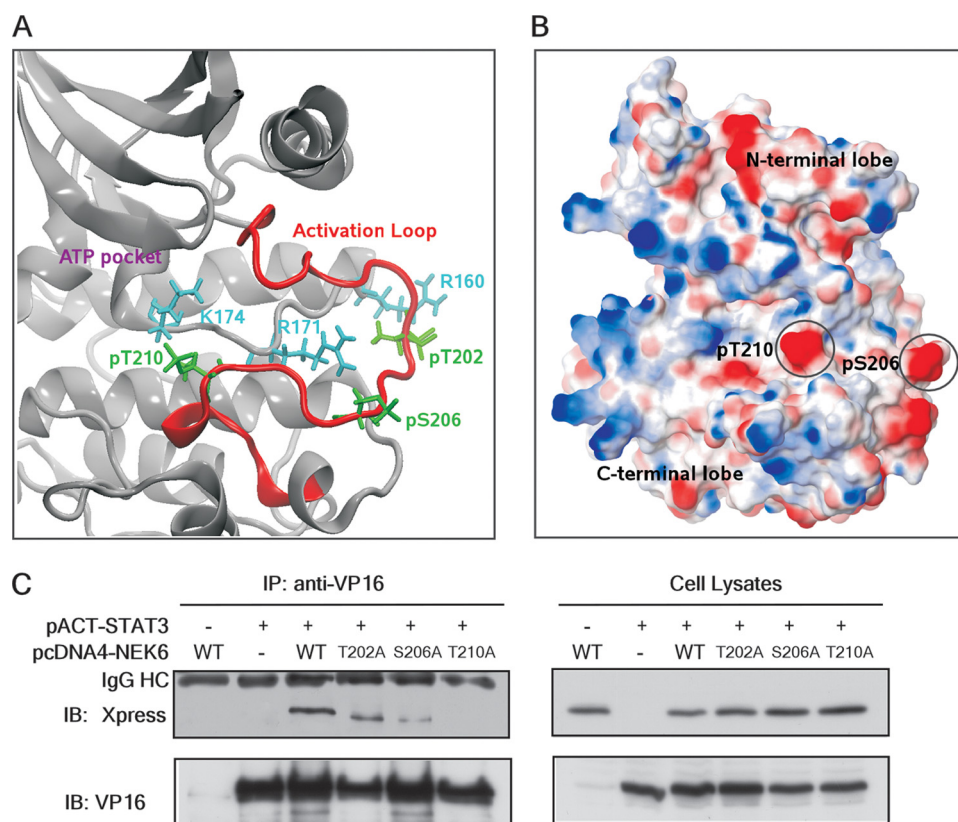 A
B
Activation Loop
ATP pocket
R160
K174
R171
pT210
pT202
pS206
N-terminal lobe
pT210
pS206
C-terminal lobe
C
IP: anti-VP16
Cell Lysates
pACT-STAT3 - + + + + + - + + + + +
pcDNA4-NEK6 WT - WT T202A S206A T210A WT - WT T202A S206A T210A
IgG HC
IB: Xpress
IB: VP16